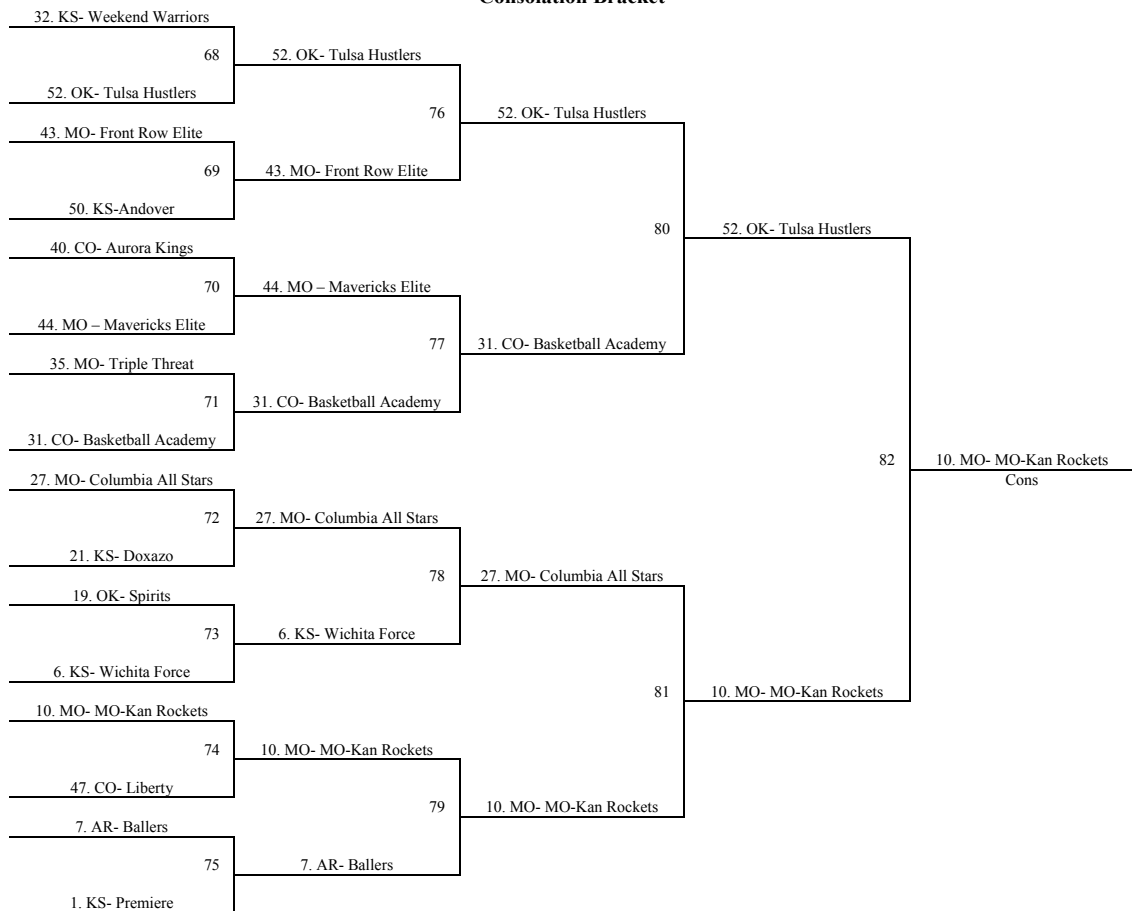 Consolation Bracket
32. KS- Weekend Warriors
68
52. OK- Tulsa Hustlers
52. OK- Tulsa Hustlers
43. MO- Front Row Elite
76
52. OK- Tulsa Hustlers
69
43. MO- Front Row Elite
50. KS-Andover
80
52. OK- Tulsa Hustlers
40. CO- Aurora Kings
70
44. MO – Mavericks Elite
44. MO – Mavericks Elite
77
31. CO- Basketball Academy
35. MO- Triple Threat
71
31. CO- Basketball Academy
31. CO- Basketball Academy
82
10. MO- MO-Kan Rockets
Cons
27. MO- Columbia All Stars
72
27. MO- Columbia All Stars
21. KS- Doxazo
78
27. MO- Columbia All Stars
19. OK- Spirits
73
6. KS- Wichita Force
6. KS- Wichita Force
81
10. MO- MO-Kan Rockets
10. MO- MO-Kan Rockets
74
10. MO- MO-Kan Rockets
47. CO- Liberty
79
10. MO- MO-Kan Rockets
7. AR- Ballers
75
7. AR- Ballers
1. KS- Premiere